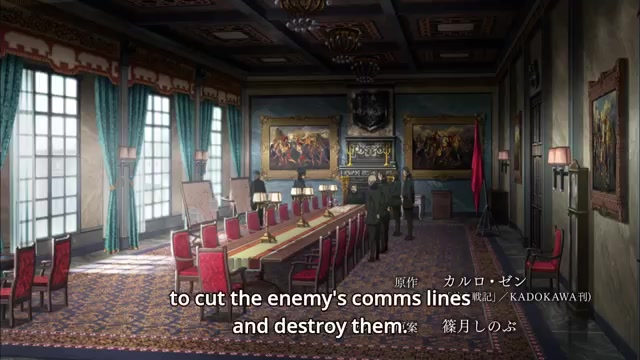 原作 カルロ・ゼン
戦記」／KADOKAWA刊)
to cut the enemy's comms lines
and destroy them.
案 篠月しのぶ